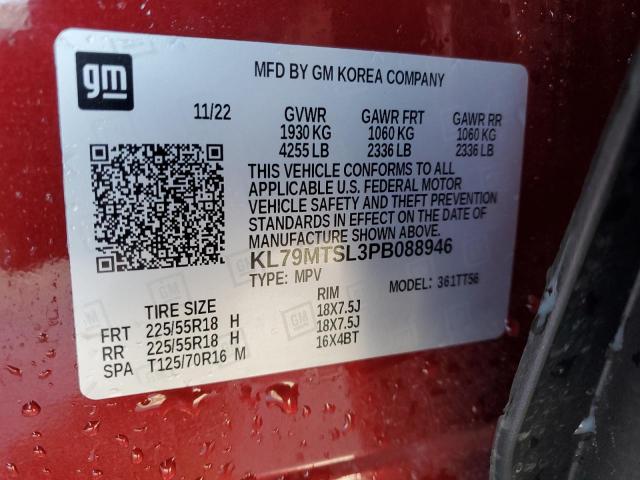 gm
MFD BY GM KOREA COMPANY
11/22 GVWR GAWR FRT GAWR RR
1930 KG 1060 KG 1060 KG
4255 LB 2336 LB 2336 LB
THIS VEHICLE CONFORMS TO ALL
APPLICABLE U.S. FEDERAL MOTOR
VEHICLE SAFETY AND THEFT PREVENTION
STANDARDS IN EFFECT ON THE DATE OF
MANUFACTURE SHOWN ABOVE.
KL79MTSL3PB088946
TYPE: MPV MODEL: 361TT56
TIRE SIZE RIM
FRT 225/55R18 H 18X7.5J
RR 225/55R18 H 18X7.5J
SPA T125/70R16 M 16X4BT